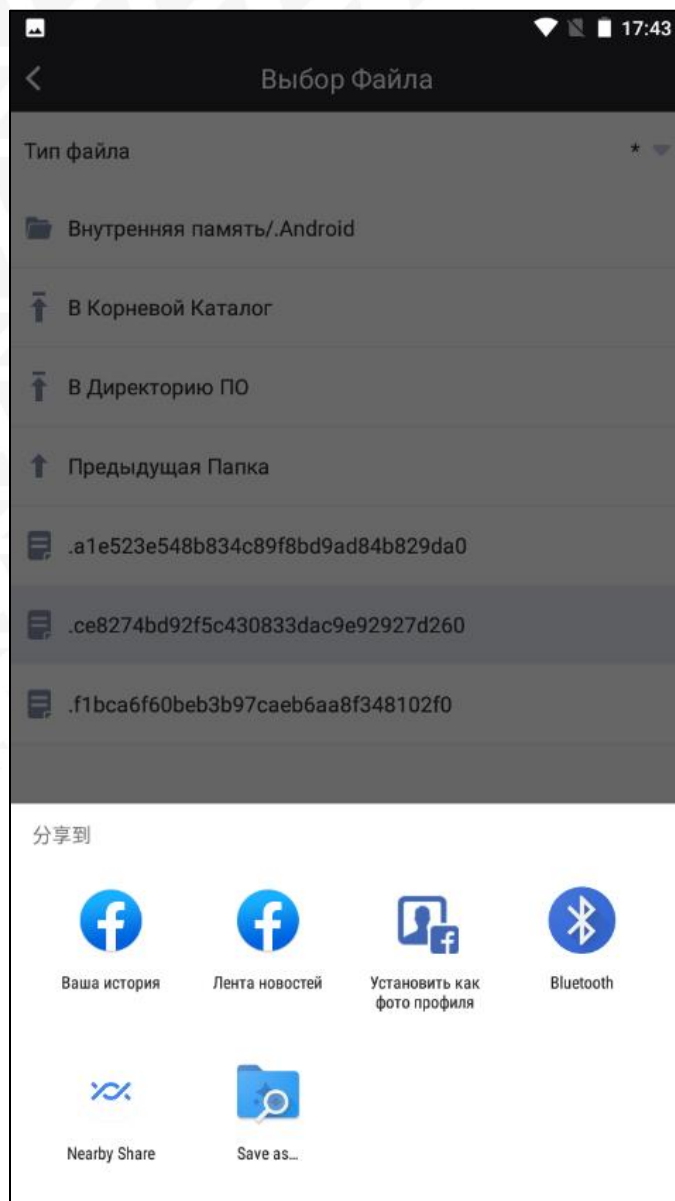 17:43
Выбор Файла
Тип файла *
Внутренняя память/.Android
В Корневой Каталог
В Директорию ПО
Предыдущая Папка
.a1e523e548b834c89f8bd9ad84b829da0
.ce8274bd92f5c430833dac9e92927d260
.f1bca6f60beb3b97caeb6aa8f348102f0
分享到
Ваша история
Лента новостей
Установить как
фото профиля
Bluetooth
Nearby Share
Save as...